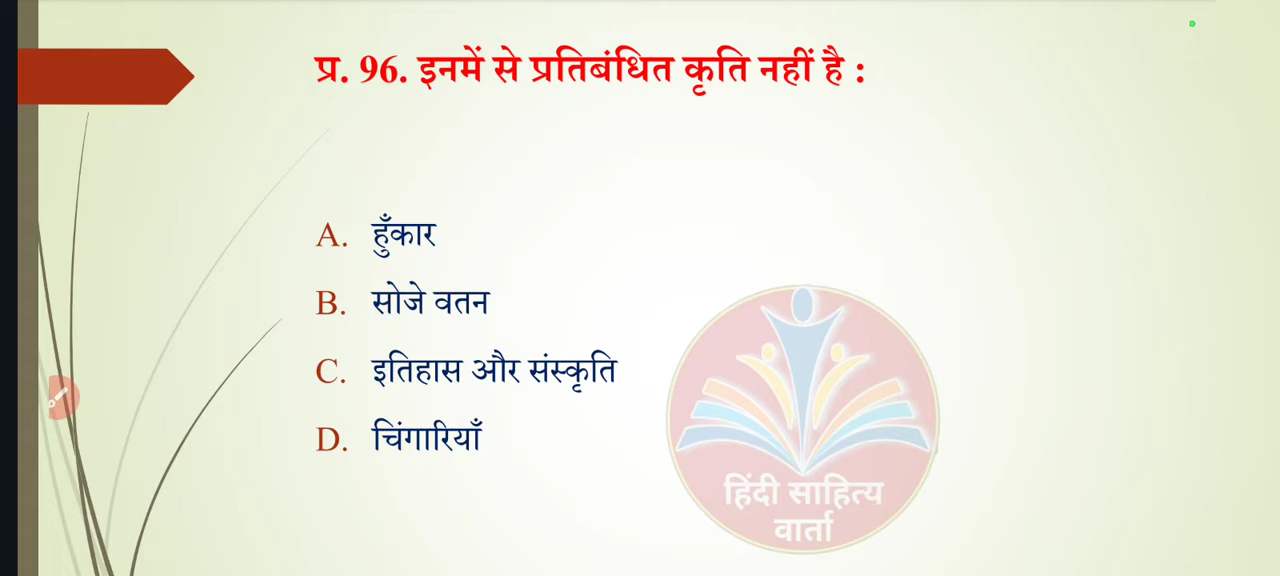 प्र. 96. इनमें से प्रतिबंधित कृति नहीं है :
A. हुँकार
B. सोजे वतन
C. इतिहास और संस्कृति
D. चिंगारियाँ
हिंदी साहित्य
वार्ता